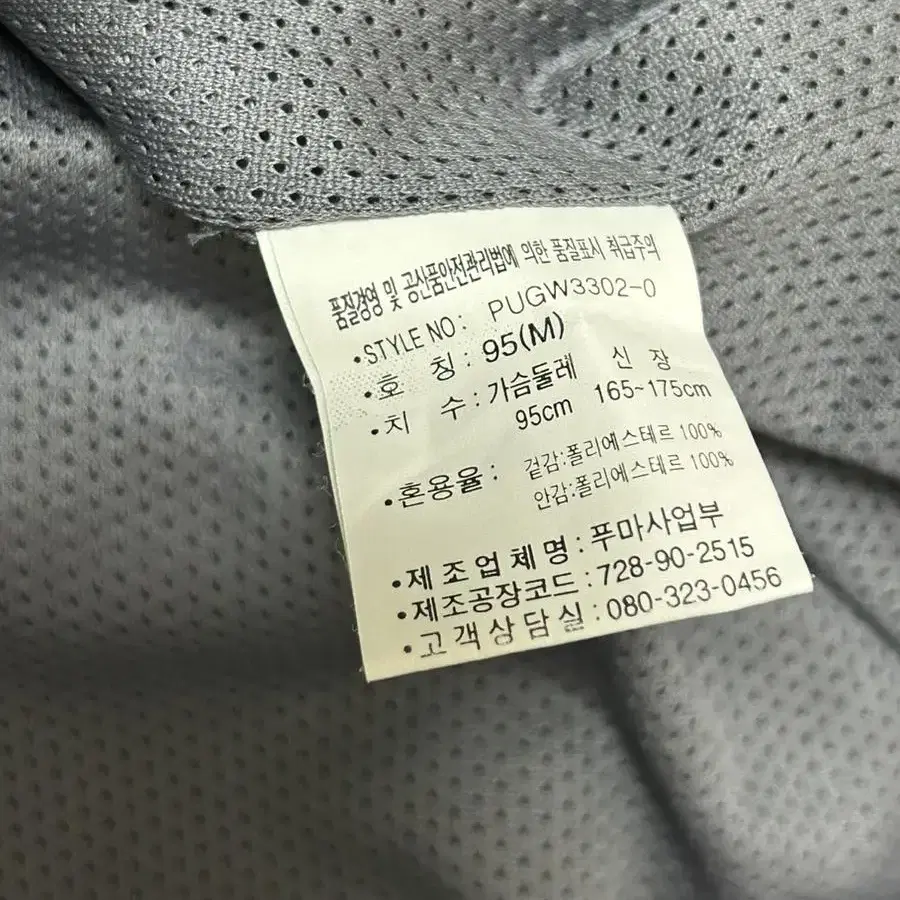 품질경영 및 공산품안전관리법에 의한 품질표시 취급주의
•STYLE NO: PUGW3302-0
•호 칭: 95(M)
•치 수: 가슴둘레 신 장
95cm 165~175cm
•혼용율: 겉감:폴리에스테르 100%
안감:폴리에스테르 100%
•제조업체명: 푸마사업부
•제조공장코드: 728-90-2515
•고객상담실: 080-323-0456